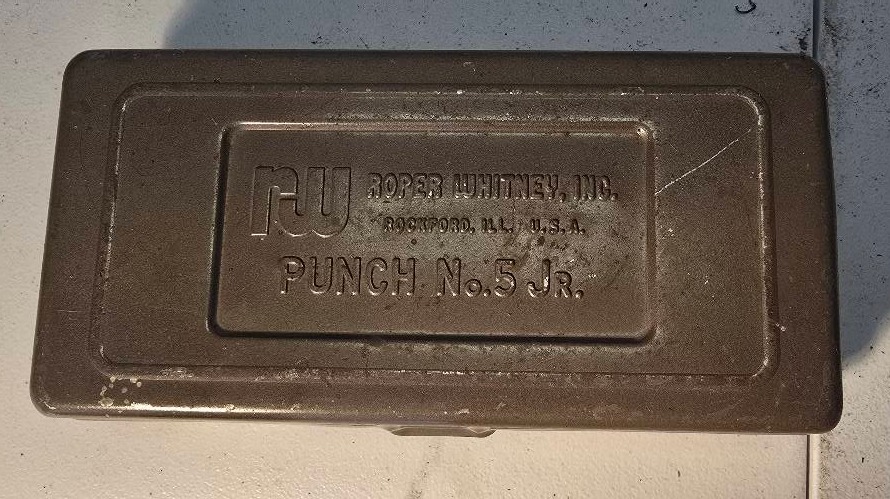 rw ROPER WHITNEY, INC.
ROCKFORD, ILL. U.S.A.
PUNCH No.5 JR.